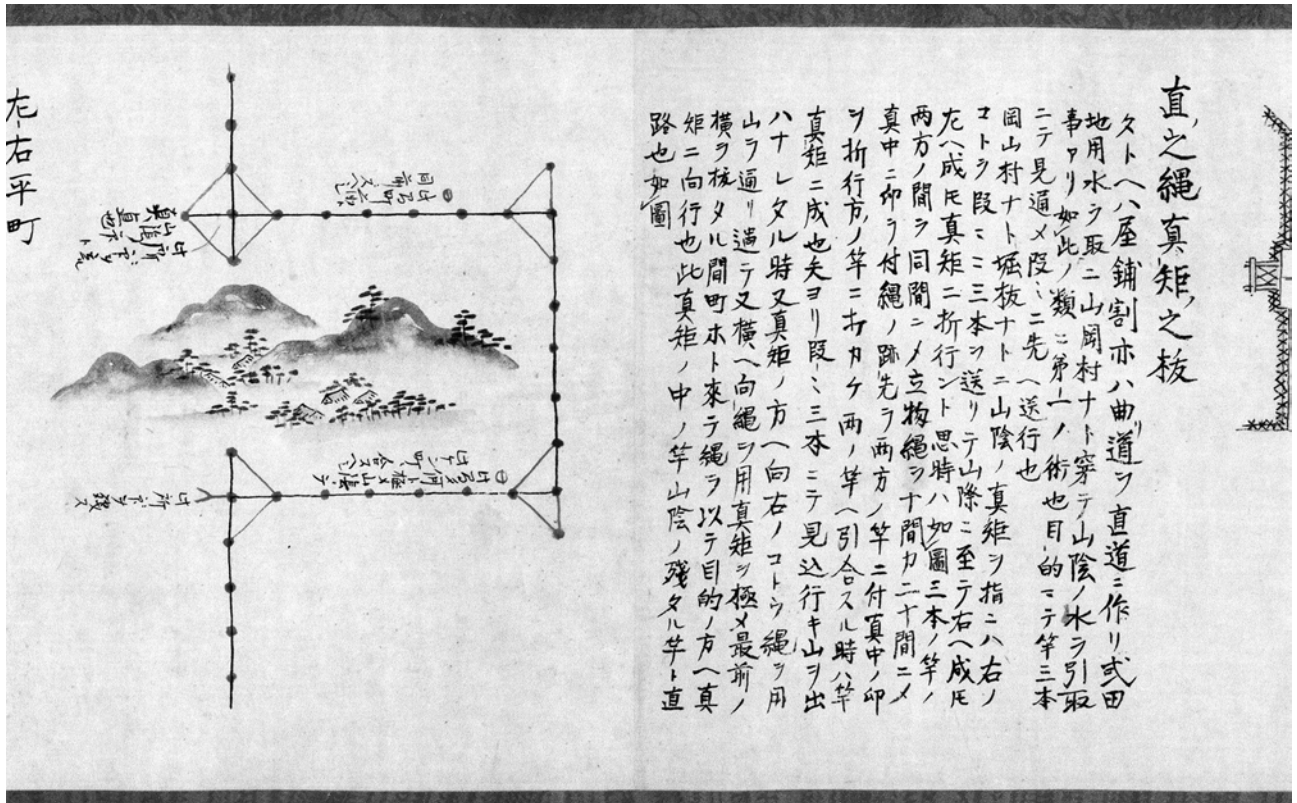 直之縄真矩之核
タトヘハ屋鋪割亦ハ曲道ヲ直道ニ作リ或田
地用水ヲ取ニ山岡村ナト穿テ山陰ノ水ヲ引取
事アリ如此ノ類ニ第一ノ術也目的ニテ竿三本
ニテ見通メ段〻ニ先ヘ送行也
岡山村ナト堀抜ナトニ山陰ノ真矩ヲ指ニハ右ノ
コトラ段〻ニ三本ヲ送リテ山際ニ至テ右ヘ成トモ
左ヘ成トモ真矩ニ折行ント思時ハ如圖三本ノ竿ノ
両方ノ間ヲ同間ニメ立拘縄ヲナ間カ二十間ニメ
真中ニ印ヲ付縄ノ跡先ヲ両方ノ竿ニ付真中ノ印
ヲ折行方ノ竿ニカケ両ノ竿ヘ引合スル時ハ竿
真矩ニ成也夫ヨリ段〻三本ニテ見込行キ山ヲ出
ハナレタル時又真矩ノ方ヘ向右ノコトク縄ヲ用
山ヲ通リ過テ又横ヘ向縄ヲ用真矩ヲ極メ最前ノ
横ヲ核タル間町ホト來テ縄ヲ以テ目的ノ方ヘ真
矩ニ向行也此真矩ノ中ノ竿山陰ノ殘タル竿ト直
路也如圖
左右平町